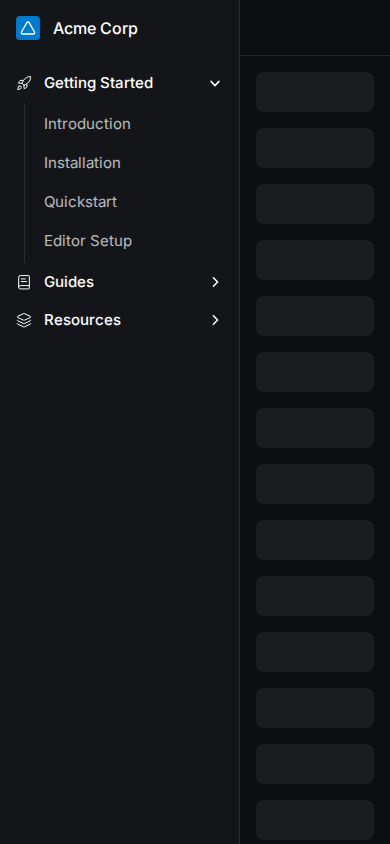 Acme Corp
Getting Started
Introduction
Installation
Quickstart
Editor Setup
Guides
Resources